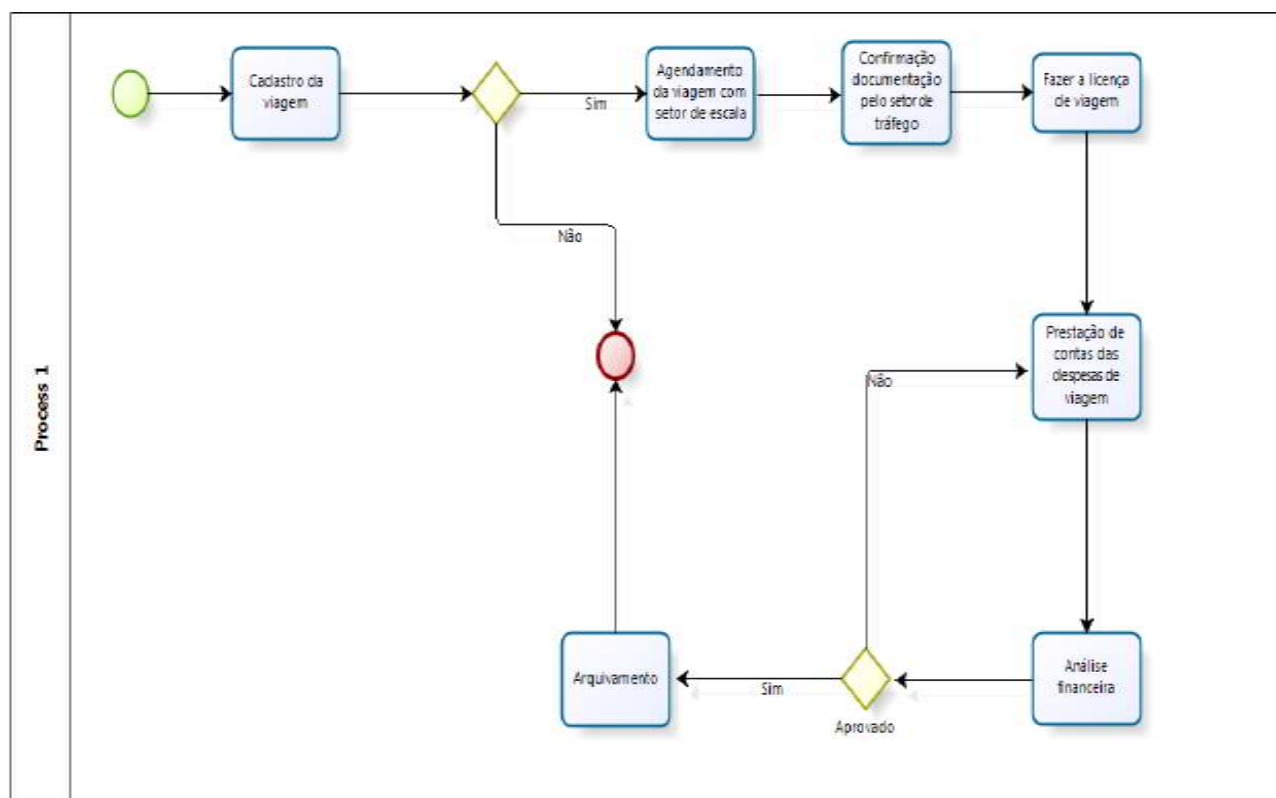 Process 1
Cadastro da
viagem
Sim
Não
Agendamento
da viagem com
setor de escala
Confirmação
documentação
pelo setor de
tráfego
Fazer a licença
de viagem
Prestação de
contas das
despesas de
viagem
Não
Análise
financeira
Aprovado
Sim
Arquivamento